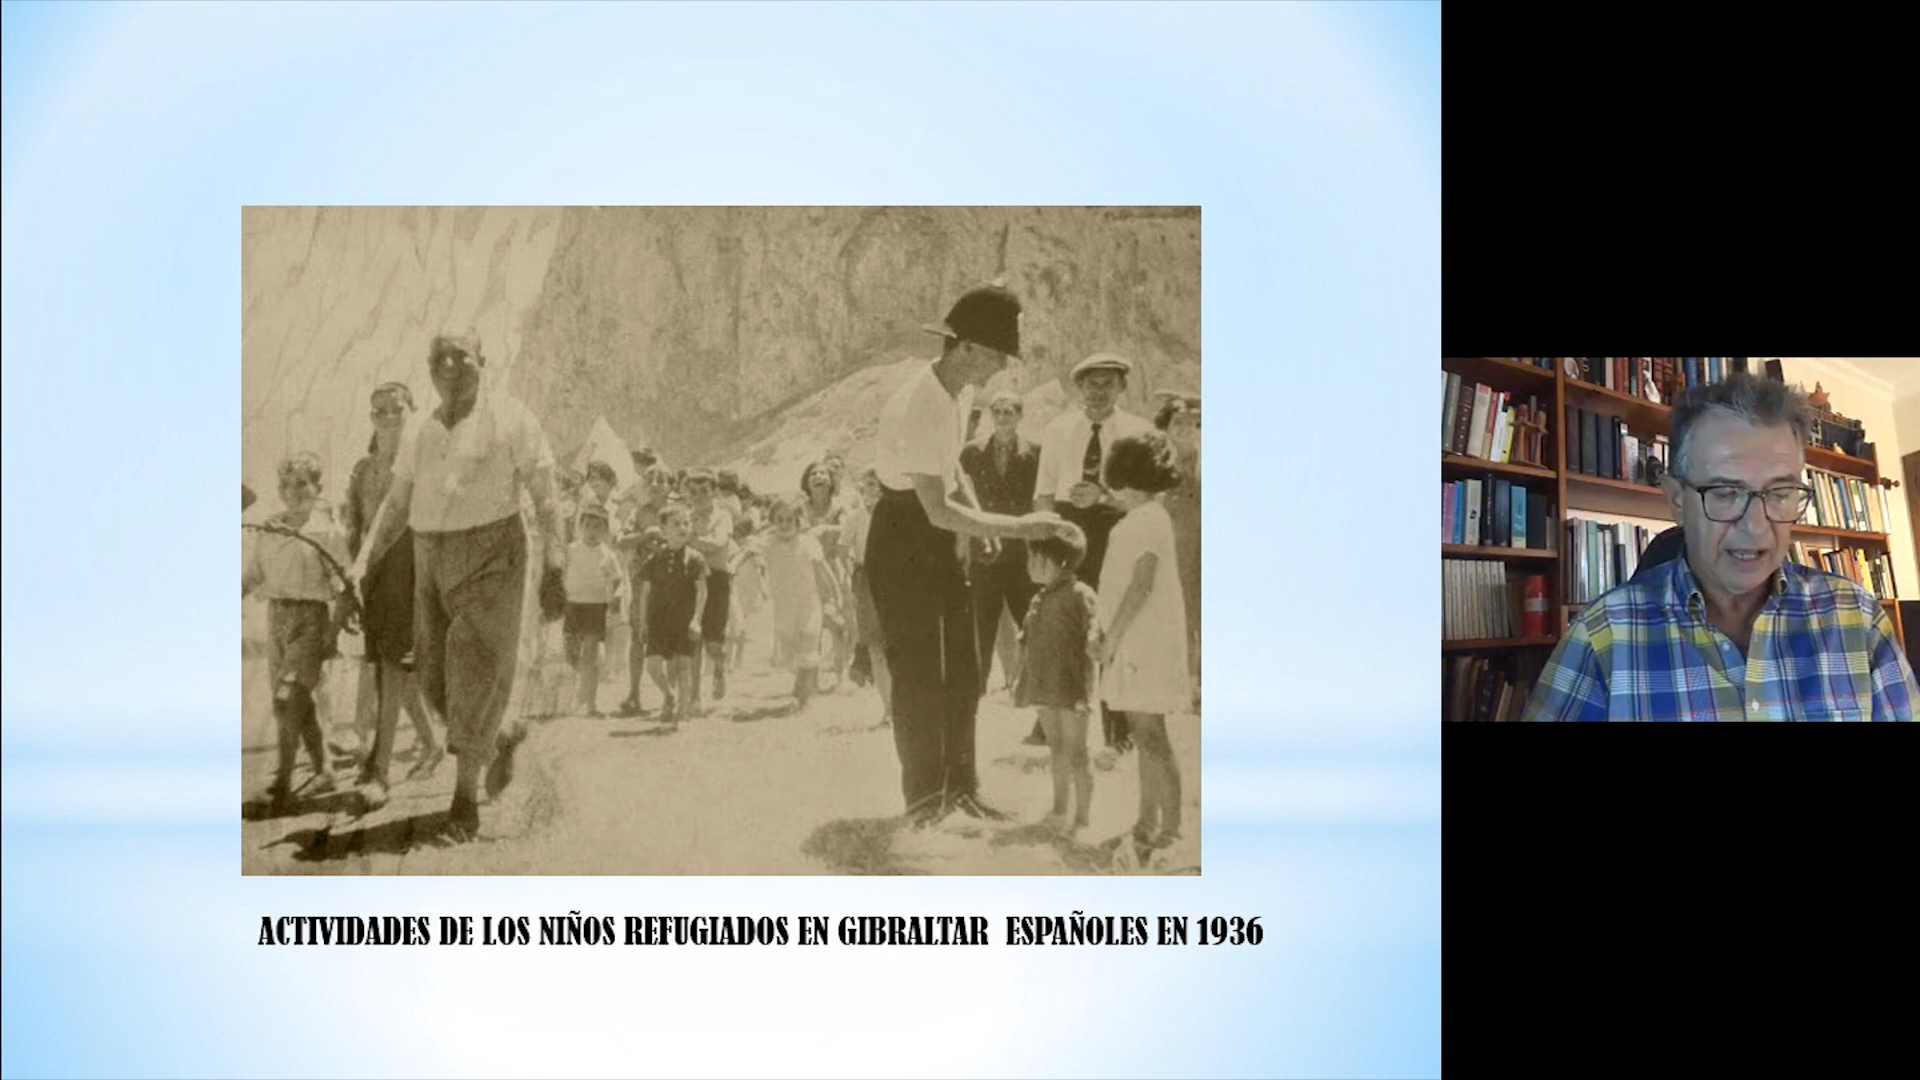 ACTIVIDADES DE LOS NIÑOS REFUGIADOS EN GIBRALTAR ESPAÑOLES EN 1936